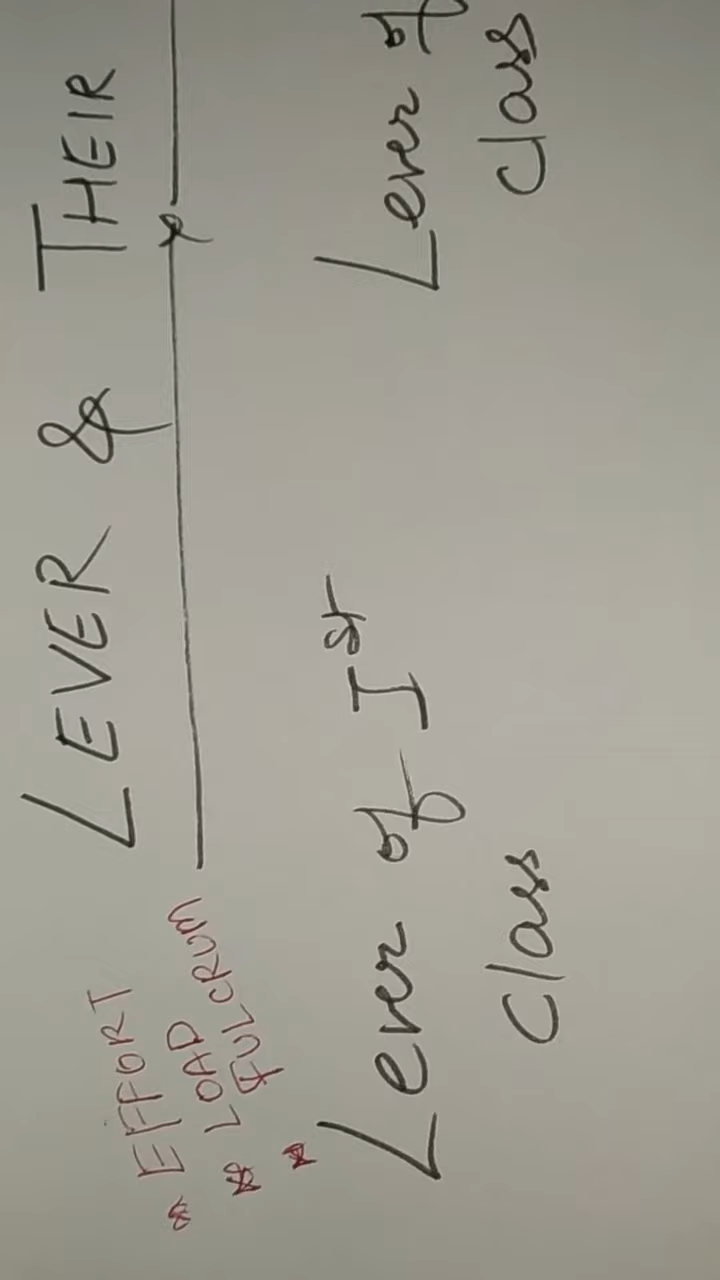 LEVER & THEIR
* EFFORT
* LOAD
* FULCRUM
Lever of Ist
Class
Lever of
Class